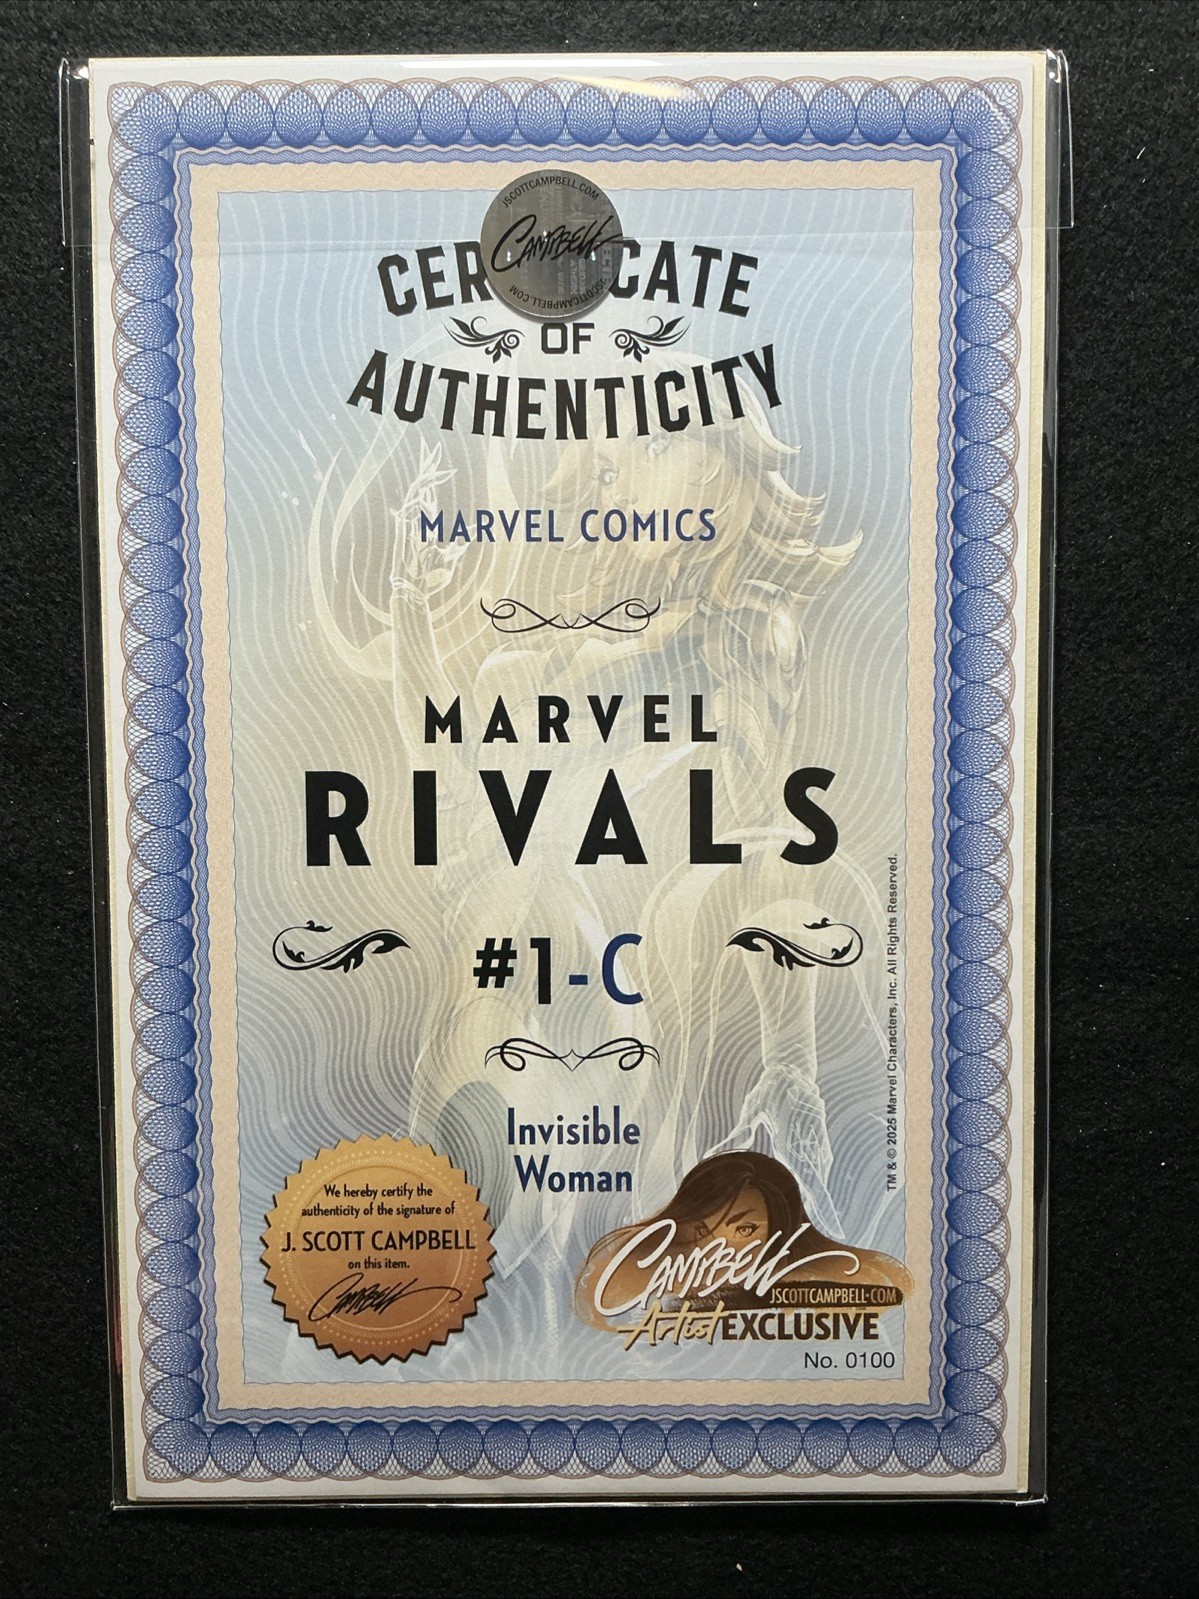 JSCOTTCAMPBELL.COM
CAMPBELL
JSCOTTCAMPBELL.COM
CER CATE
OF
AUTHENTICITY
MARVEL COMICS
MARVEL
RIVALS
#1-C
Invisible
Woman
TM & © 2025 Marvel Characters, Inc. All Rights Reserved.
We hereby certify the
authenticity of the signature of
J. SCOTT CAMPBELL
on this item.
CAMPBELL
CAMPBELL
JSCOTTCAMPBELL•COM
Artist EXCLUSIVE
No. 0100